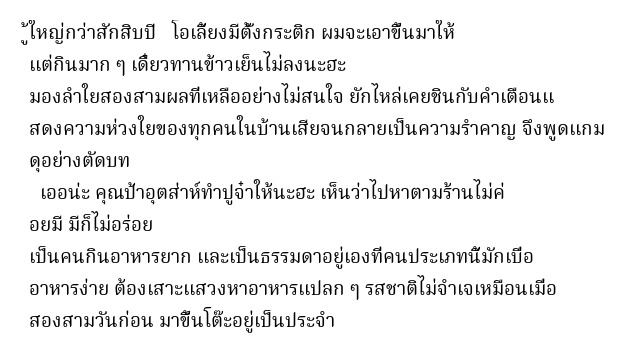 ู้ใหญ่กว่าสักสิบปี   โอเลี้ยงมีตั้งกระติก ผมจะเอาขึ้นมาให้
แต่กินมาก ๆ เดี๋ยวทานข้าวเย็นไม่ลงนะฮะ
มองลำใยสองสามผลที่เหลืออย่างไม่สนใจ ยักไหล่เคยชินกับคำเตือนแ
สดงความห่วงใยของทุกคนในบ้านเสียจนกลายเป็นความรำคาญ จึงพูดแกม
ดุอย่างตัดบท
เออน่ะ คุณป้าอุตส่าห์ทำปูจ๋าให้นะฮะ เห็นว่าไปหาตามร้านไม่ค่
อยมี มีก็ไม่อร่อย
เป็นคนกินอาหารยาก และเป็นธรรมดาอยู่เองที่คนประเภทนี้มักเบื่อ
อาหารง่าย ต้องเสาะแสวงหาอาหารแปลก ๆ รสชาติไม่จำเจเหมือนเมื่อ
สองสามวันก่อน มาขึ้นโต๊ะอยู่เป็นประจำ